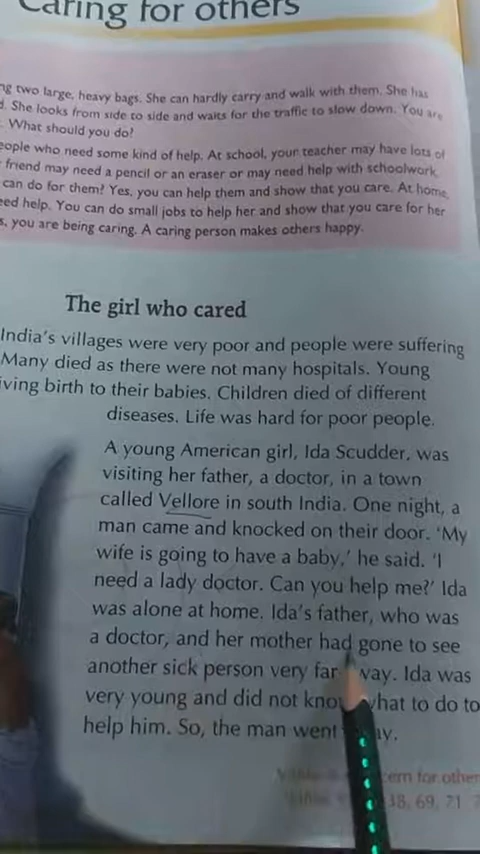 Caring for others
ng two large, heavy bags. She can hardly carry and walk with them. She has
d. She looks from side to side and waits for the traffic to slow down. You are
. What should you do?
eople who need some kind of help. At school, your teacher may have lots of
friend may need a pencil or an eraser or may need help with schoolwork.
can do for them? Yes, you can help them and show that you care. At home,
eed help. You can do small jobs to help her and show that you care for her
s, you are being caring. A caring person makes others happy.
The girl who cared
India's villages were very poor and people were suffering
Many died as there were not many hospitals. Young
iving birth to their babies. Children died of different
diseases. Life was hard for poor people.
A young American girl, Ida Scudder, was
visiting her father, a doctor, in a town
called Vellore in south India. One night, a
man came and knocked on their door. 'My
wife is going to have a baby,' he said. 'I
need a lady doctor. Can you help me?' Ida
was alone at home. Ida's father, who was
a doctor, and her mother had gone to see
another sick person very far way. Ida was
very young and did not know what to do to
help him. So, the man went ay.
ern for other
38, 69, 71